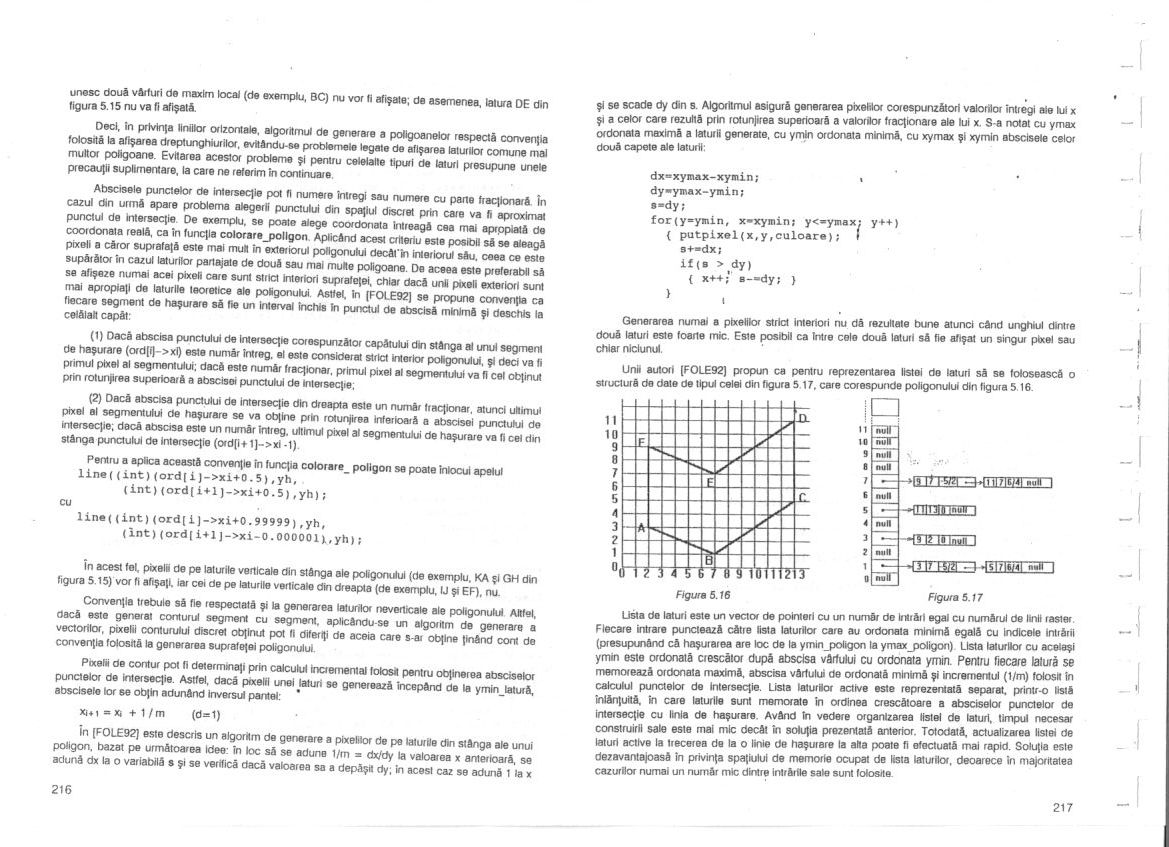 unesc două vârfuri de maxim local (de exemplu, BC) nu vor fi afişate; de asemenea, latura DE din
figura 5.15 nu va fi afişată.
Deci, în privinţa liniilor orizontale, algoritmul de generare a poligoanelor respectă convenţia
folosită la afişarea dreptunghiurilor, evitându-se problemele legate de afişarea laturilor comune mai
multor poligoane. Evitarea acestor probleme şi pentru celelalte tipuri de laturi presupune unele
precauţii suplimentare, la care ne referim în continuare.
Abscisele punctelor de intersecţie pot fi numere întregi sau numere cu parte fracţionară. În
cazul din urmă apare problema alegerii punctului din spaţiul discret prin care va fi aproximat
punctul de intersecţie. De exemplu, se poate alege coordonata întreagă cea mai apropiată de
coordonata reală, ca în funcţia colorare_poligon. Aplicând acest criteriu este posibil să se aleagă
pixeli a căror suprafaţă este mai mult în exteriorul poligonului decât în interiorul său, ceea ce este
supărător în cazul laturilor partajate de două sau mai multe poligoane. De aceea este preferabil să
se afişeze numai acei pixeli care sunt strict interiori suprafeţei, chiar dacă unii pixeli exteriori sunt
mai apropiaţi de laturile teoretice ale poligonului. Astfel, în [FOLE92] se propune convenţia ca
fiecare segment de haşurare să fie un interval închis în punctul de abscisă minimă şi deschis la
celălalt capăt:
(1) Dacă abscisa punctului de intersecţie corespunzător capătului din stânga al unui segment
de haşurare (ord[i]->xi) este număr întreg, el este considerat strict interior poligonului, şi deci va fi
primul pixel al segmentului; dacă este număr fracţionar, primul pixel al segmentului va fi cel obţinut
prin rotunjirea superioară a abscisei punctului de intersecţie;
(2) Dacă abscisa punctului de intersecţie din dreapta este un număr fracţionar, atunci ultimul
pixel al segmentului de haşurare se va obţine prin rotunjirea inferioară a abscisei punctului de
intersecţie; dacă abscisa este un număr întreg, ultimul pixel al segmentului de haşurare va fi cel din
stânga punctului de intersecţie (ord[i+1]->xi -1).
Pentru a aplica această convenţie în funcţia colorare_ poligon se poate înlocui apelul
line((int)(ord[i]->xi+0.5),yh,
(int)(ord[i+1]->xi+0.5),yh);
cu
line((int)(ord[i]->xi+0.99999),yh,
(int)(ord[i+1]->xi-0.000001),yh);
În acest fel, pixelii de pe laturile verticale din stânga ale poligonului (de exemplu, KA şi GH din
figura 5.15) vor fi afişaţi, iar cei de pe laturile verticale din dreapta (de exemplu, IJ şi EF), nu.
Convenţia trebuie să fie respectată şi la generarea laturilor neverticale ale poligonului. Altfel,
dacă este generat conturul segment cu segment, aplicându-se un algoritm de generare a
vectorilor, pixelii conturului discret obţinut pot fi diferiţi de aceia care s-ar obţine ţinând cont de
convenţia folosită la generarea suprafeţei poligonului.
Pixelii de contur pot fi determinaţi prin calculul incremental folosit pentru obţinerea absciselor
punctelor de intersecţie. Astfel, dacă pixelii unei laturi se generează începând de la ymin_latură,
abscisele lor se obţin adunând inversul pantei:
xi+1 = xi + 1 / m (d=1)
În [FOLE92] este descris un algoritm de generare a pixelilor de pe laturile din stânga ale unui
poligon, bazat pe următoarea idee: în loc să se adune 1/m = dx/dy la valoarea x anterioară, se
adună dx la o variabilă s şi se verifică dacă valoarea sa a depăşit dy; în acest caz se adună 1 la x
216
şi se scade dy din s. Algoritmul asigură generarea pixelilor corespunzători valorilor întregi ale lui x
şi a celor care rezultă prin rotunjirea superioară a valorilor fracţionare ale lui x. S-a notat cu ymax
ordonata maximă a laturii generate, cu ymin ordonata minimă, cu xymax şi xymin abscisele celor
două capete ale laturii:
dx=xymax-xymin;
dy=ymax-ymin;
s=dy;
for(y=ymin, x=xymin; y<=ymax; y++)
{ putpixel(x,y,culoare);
s+=dx;
if(s > dy)
{ x++; s-=dy; }
}
Generarea numai a pixelilor strict interiori nu dă rezultate bune atunci când unghiul dintre
două laturi este foarte mic. Este posibil ca între cele două laturi să fie afişat un singur pixel sau
chiar niciunul.
Unii autori [FOLE92] propun ca pentru reprezentarea listei de laturi să se folosească o
structură de date de tipul celei din figura 5.17, care corespunde poligonului din figura 5.16.
11
10
9
8
7
6
5
4
3
2
1
0
0 1 2 3 4 5 6 7 8 9 10 11 12 13
F
D
E
C
A
B
Figura 5.16
11 null
10 null
9 null
8 null
7 9 7 -5/2 11 7 6/4 null
6 null
5 11 13 0 null
4 null
3 9 2 0 null
2 null
1 3 7 -5/2 5 7 6/4 null
0 null
Figura 5.17
Lista de laturi este un vector de pointeri cu un număr de intrări egal cu numărul de linii raster.
Fiecare intrare punctează către lista laturilor care au ordonata minimă egală cu indicele intrării
(presupunând că haşurarea are loc de la ymin_poligon la ymax_poligon). Lista laturilor cu acelaşi
ymin este ordonată crescător după abscisa vârfului cu ordonata ymin. Pentru fiecare latură se
memorează ordonata maximă, abscisa vârfului de ordonată minimă şi incrementul (1/m) folosit în
calculul punctelor de intersecţie. Lista laturilor active este reprezentată separat, printr-o listă
înlănţuită, în care laturile sunt memorate în ordinea crescătoare a absciselor punctelor de
intersecţie cu linia de haşurare. Având în vedere organizarea listei de laturi, timpul necesar
construirii sale este mai mic decât în soluţia prezentată anterior. Totodată, actualizarea listei de
laturi active la trecerea de la o linie de haşurare la alta poate fi efectuată mai rapid. Soluţia este
dezavantajoasă în privinţa spaţiului de memorie ocupat de lista laturilor, deoarece în majoritatea
cazurilor numai un număr mic dintre intrările sale sunt folosite.
217